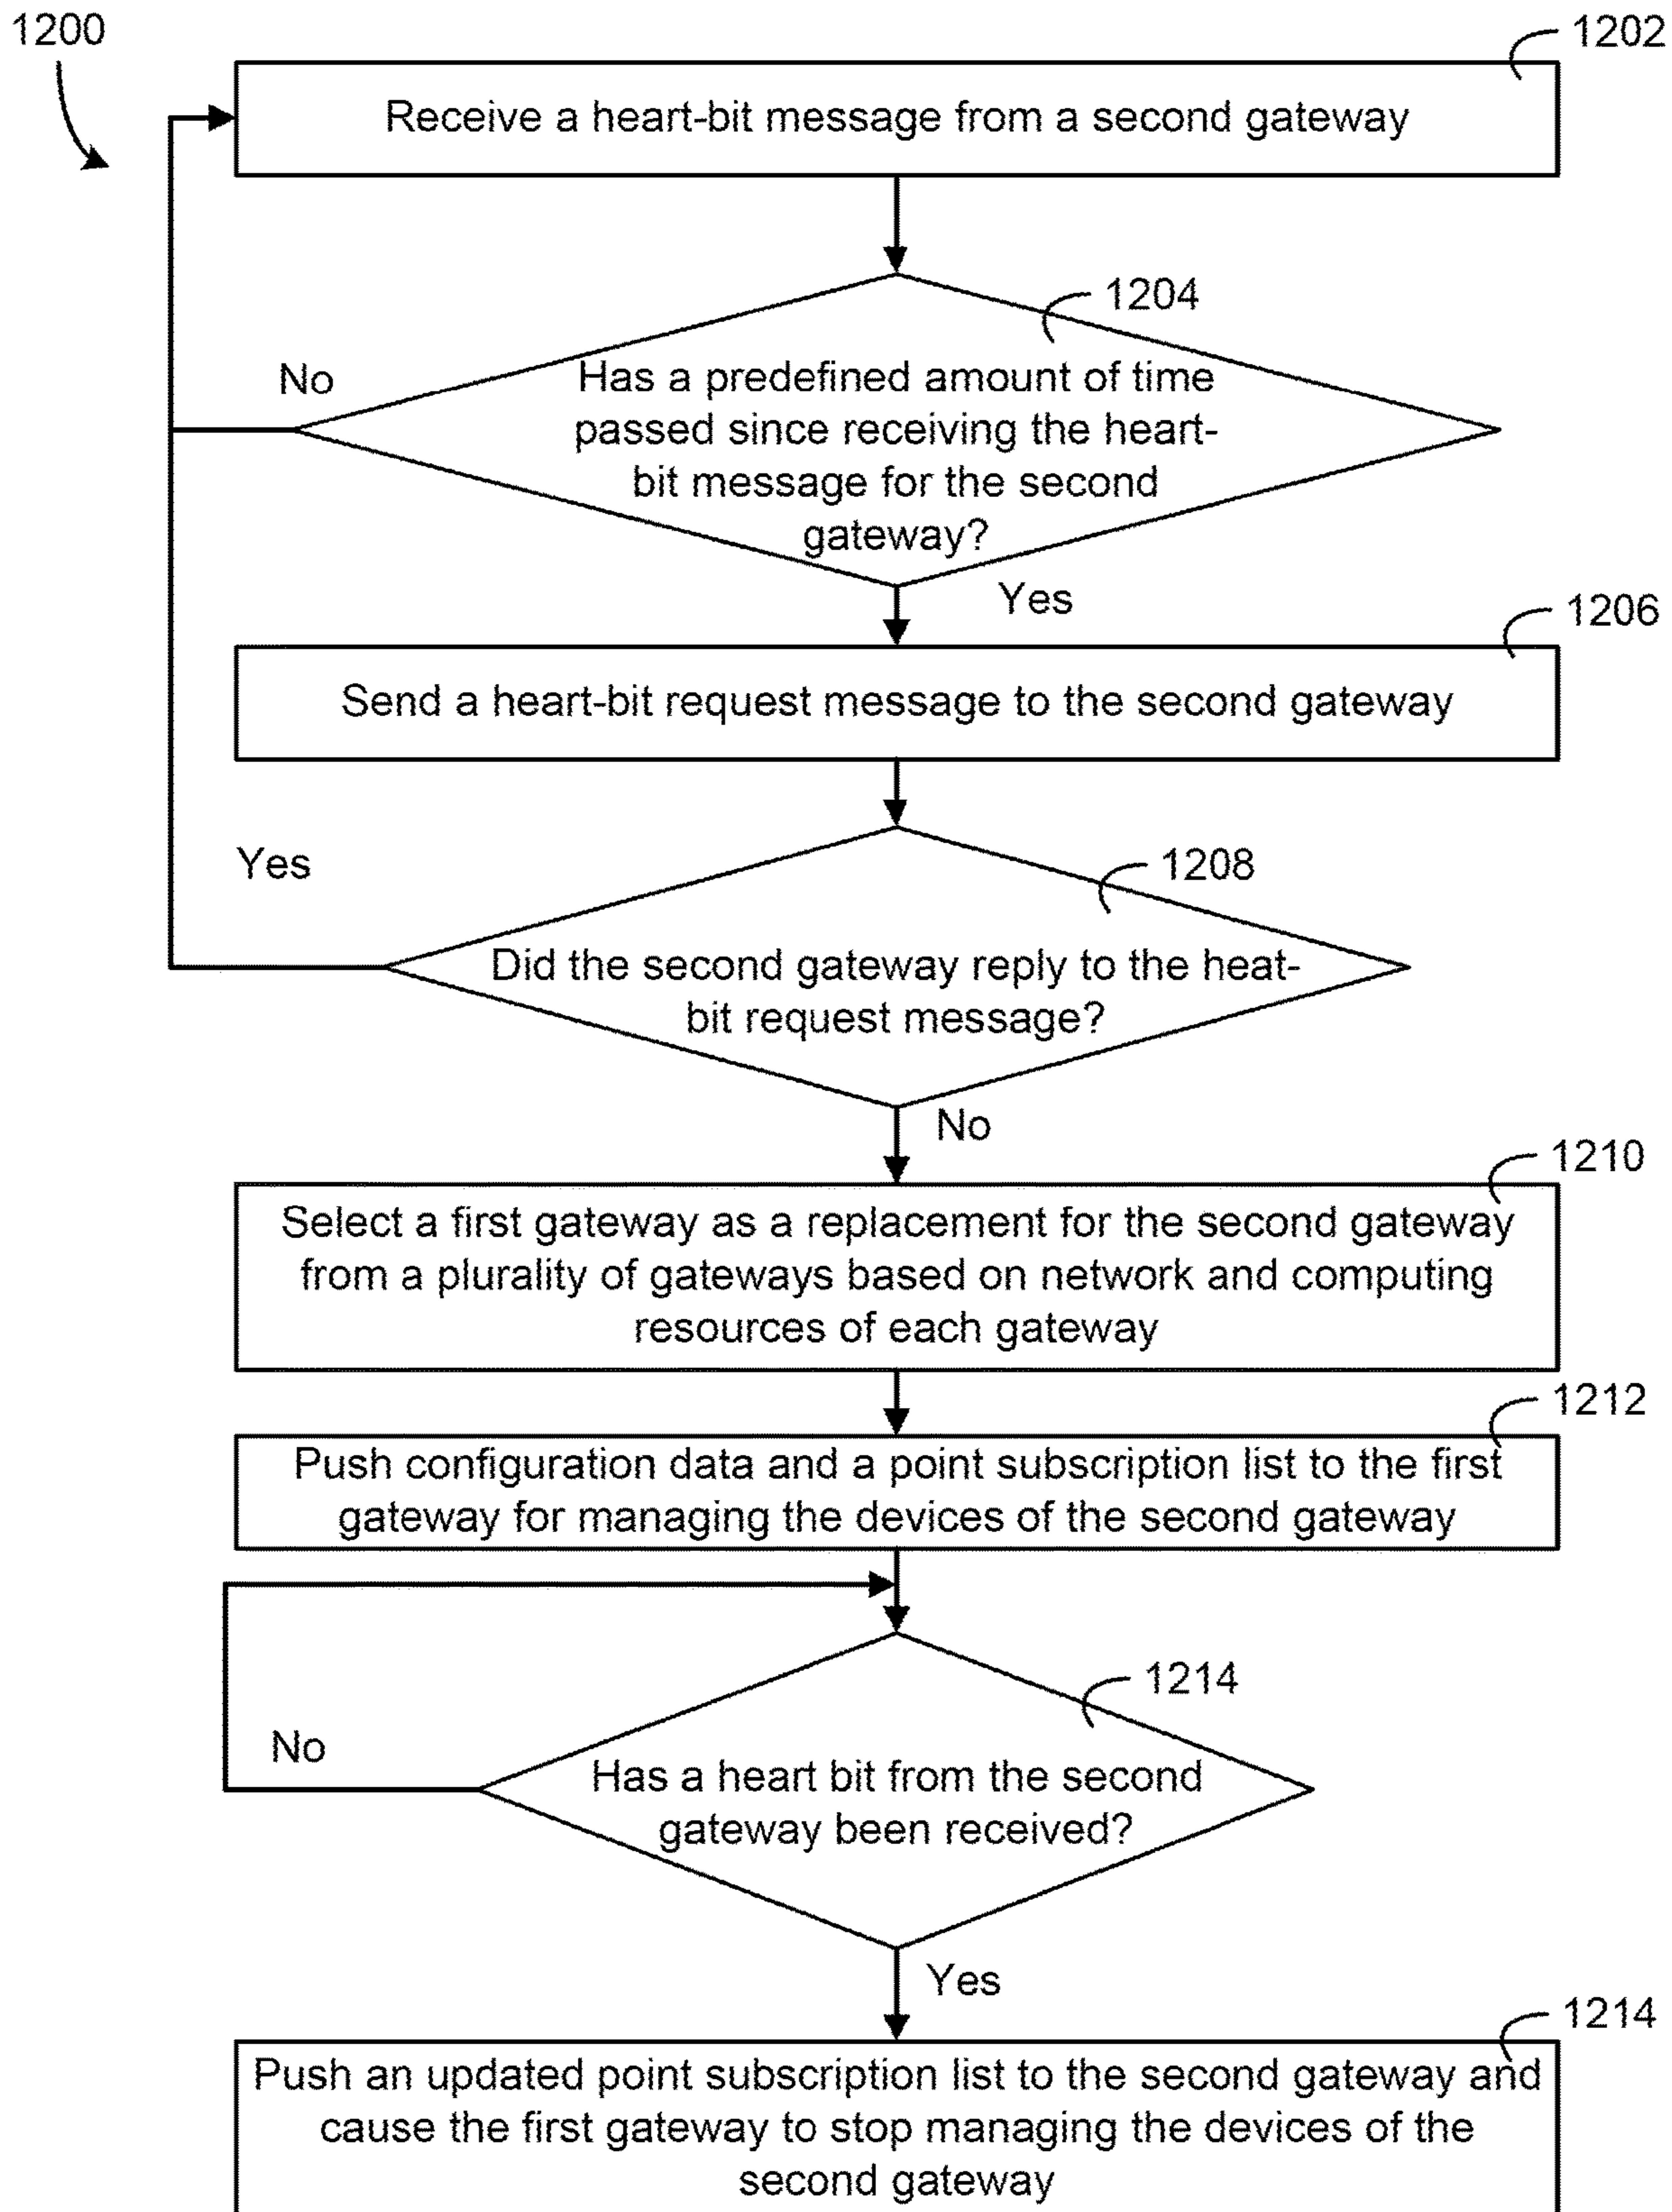 1200
1202
Receive a heart-bit message from a second gateway
1204
No
Has a predefined amount of time
passed since receiving the heart-
bit message for the second
gateway?
Yes
1206
Send a heart-bit request message to the second gateway
Yes
1208
Did the second gateway reply to the heat-
bit request message?
No
1210
Select a first gateway as a replacement for the second gateway
from a plurality of gateways based on network and computing
resources of each gateway
1212
Push configuration data and a point subscription list to the first
gateway for managing the devices of the second gateway
1214
No
Has a heart bit from the second
gateway been received?
Yes
1214
Push an updated point subscription list to the second gateway and
cause the first gateway to stop managing the devices of the
second gateway